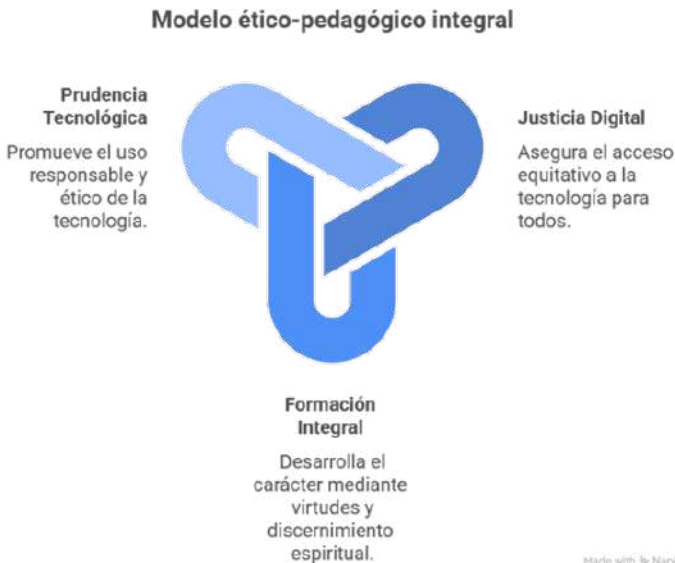 Modelo ético-pedagógico integral
Prudencia
Tecnológica
Promueve el uso
responsable y
ético de la
tecnología.
Justicia Digital
Asegura el acceso
equitativo a la
tecnología para
todos.
Formación
Integral
Desarrolla el
carácter mediante
virtudes y
discernimiento
espiritual.
Made with